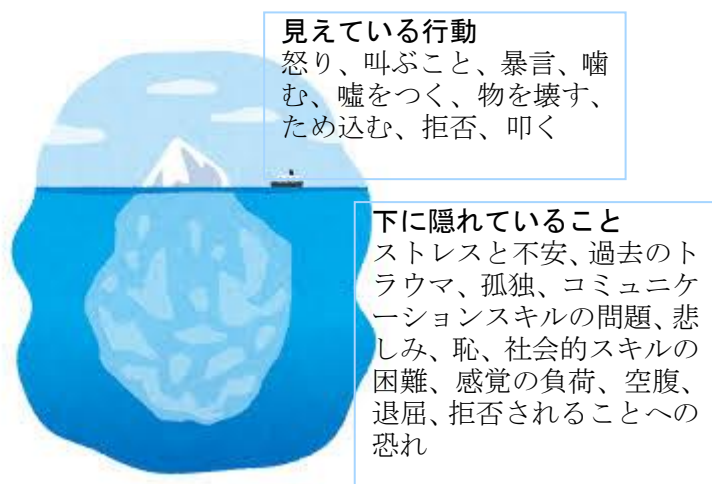 見えている行動
怒り、叫ぶこと、暴言、噛
む、嘘をつく、物を壊す、
ため込む、拒否、叩く
下に隠れていること
ストレスと不安、過去のト
ラウマ、孤独、コミュニケ
ーションスキルの問題、悲
しみ、恥、社会的スキルの
困難、感覚の負荷、空腹、
退屈、拒否されることへの
恐れ